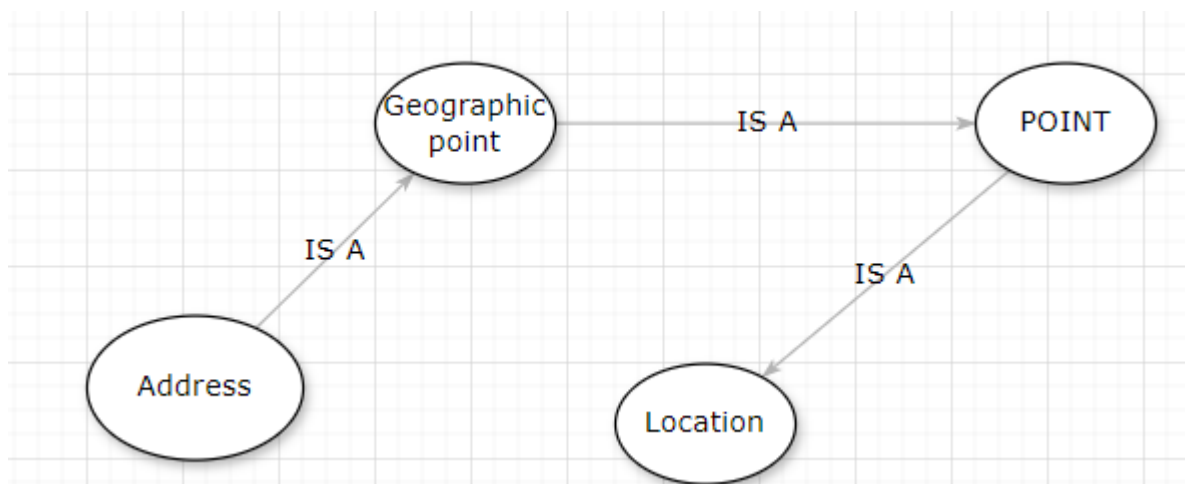 Geographic
point
IS A
POINT
IS A
IS A
Address
Location